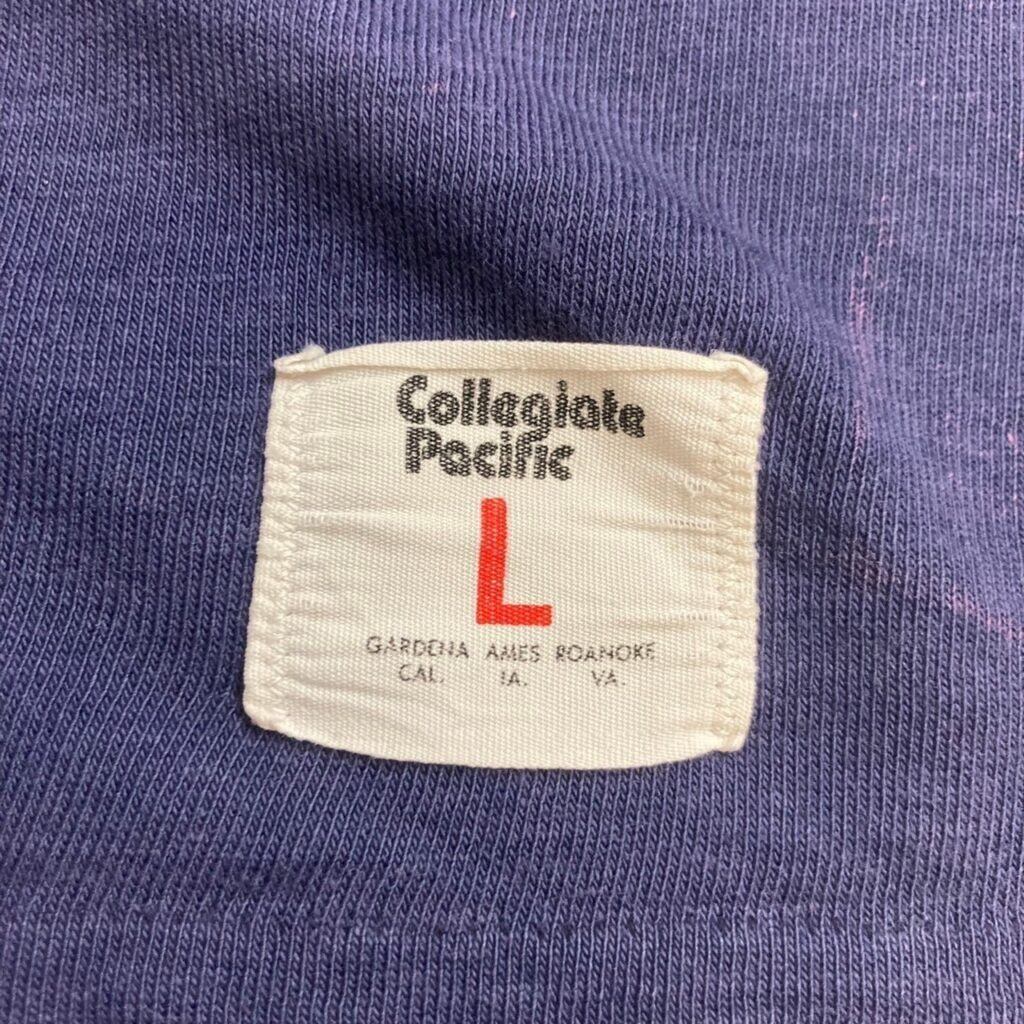 Collegiate
Pacific
L
GARDENA AMES ROANOKE
CAL. IA. VA.